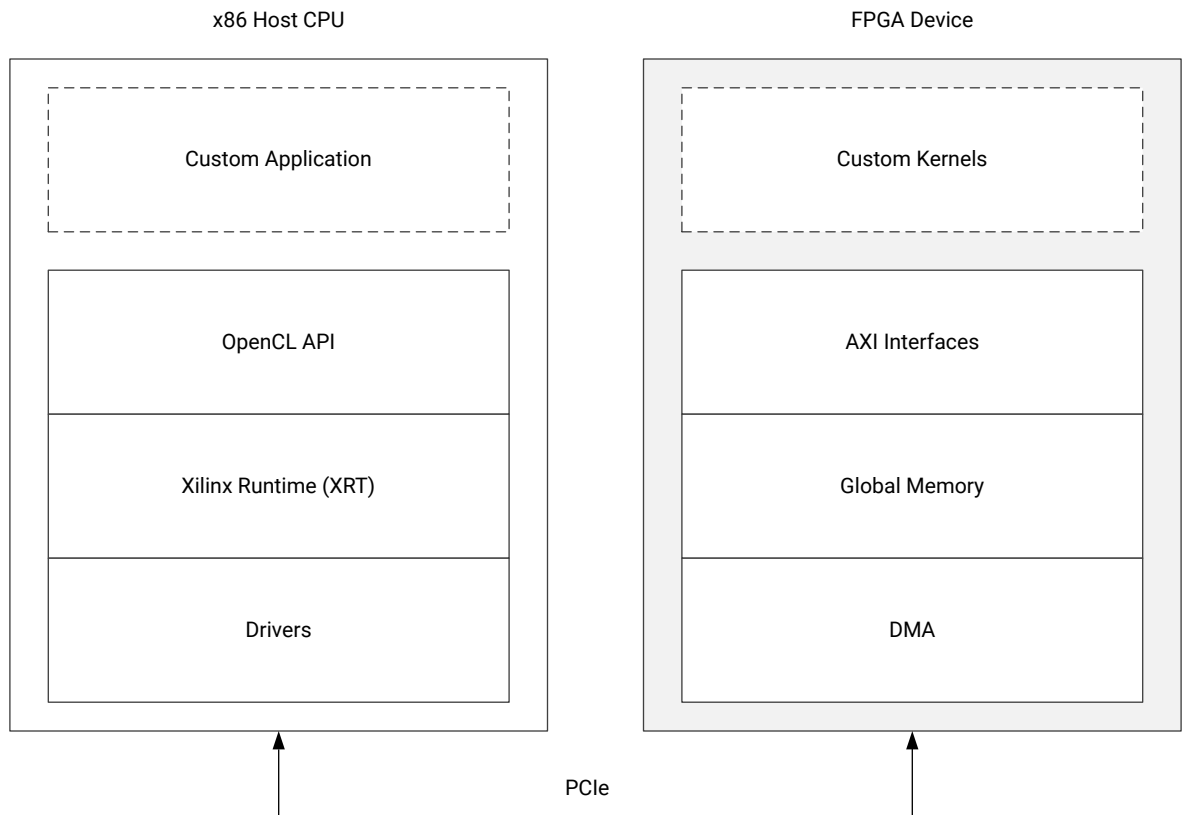 x86 Host CPU
Custom Application
OpenCL API
Xilinx Runtime (XRT)
Drivers
FPGA Device
Custom Kernels
AXI Interfaces
Global Memory
DMA
PCIe